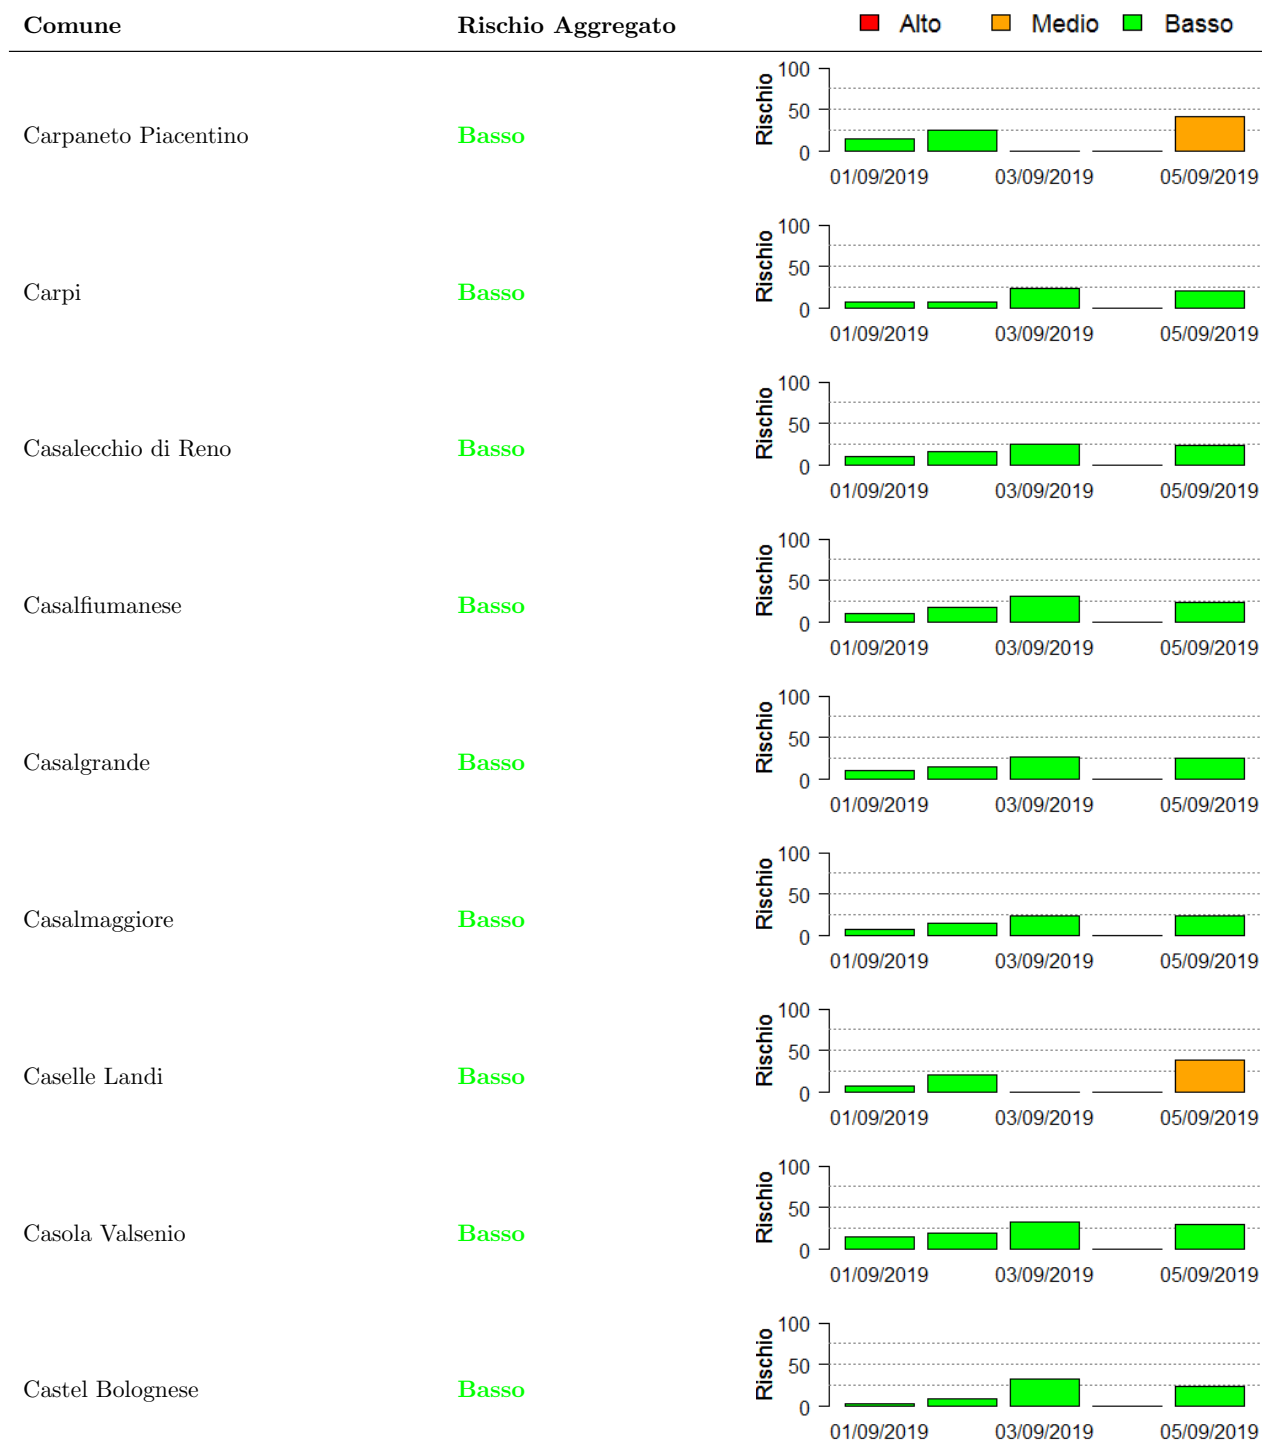 Comune Rischio Aggregato Alto Medio Basso
Carpaneto Piacentino Basso
Rischio
100
50
0
01/09/2019 03/09/2019 05/09/2019
Carpi Basso
Rischio
100
50
0
01/09/2019 03/09/2019 05/09/2019
Casalecchio di Reno Basso
Rischio
100
50
0
01/09/2019 03/09/2019 05/09/2019
Casalfiumanese Basso
Rischio
100
50
0
01/09/2019 03/09/2019 05/09/2019
Casalgrande Basso
Rischio
100
50
0
01/09/2019 03/09/2019 05/09/2019
Casalmaggiore Basso
Rischio
100
50
0
01/09/2019 03/09/2019 05/09/2019
Caselle Landi Basso
Rischio
100
50
0
01/09/2019 03/09/2019 05/09/2019
Casola Valsenio Basso
Rischio
100
50
0
01/09/2019 03/09/2019 05/09/2019
Castel Bolognese Basso
Rischio
100
50
0
01/09/2019 03/09/2019 05/09/2019